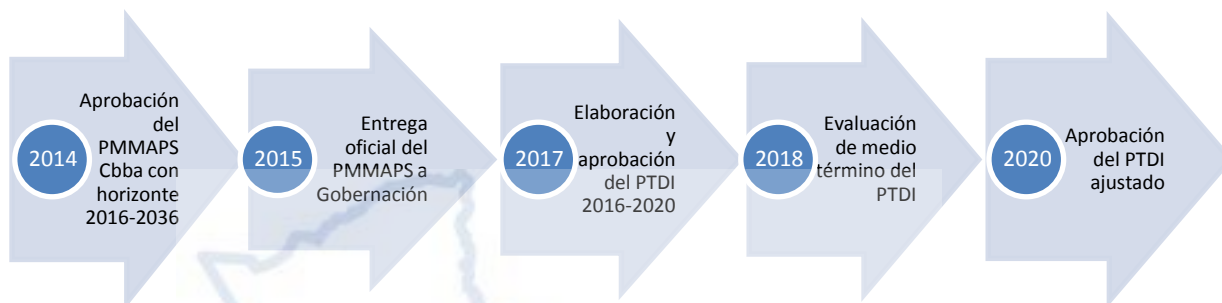 2014
Aprobación
del
PMMAPS
Cbba con
horizonte
2016-2036
2015
Entrega
oficial del
PMMAPS a
Gobernación
2017
Elaboración
y
aprobación
del PTDI
2016-2020
2018
Evaluación
de medio
término del
PTDI
2020
Aprobación
del PTDI
ajustado